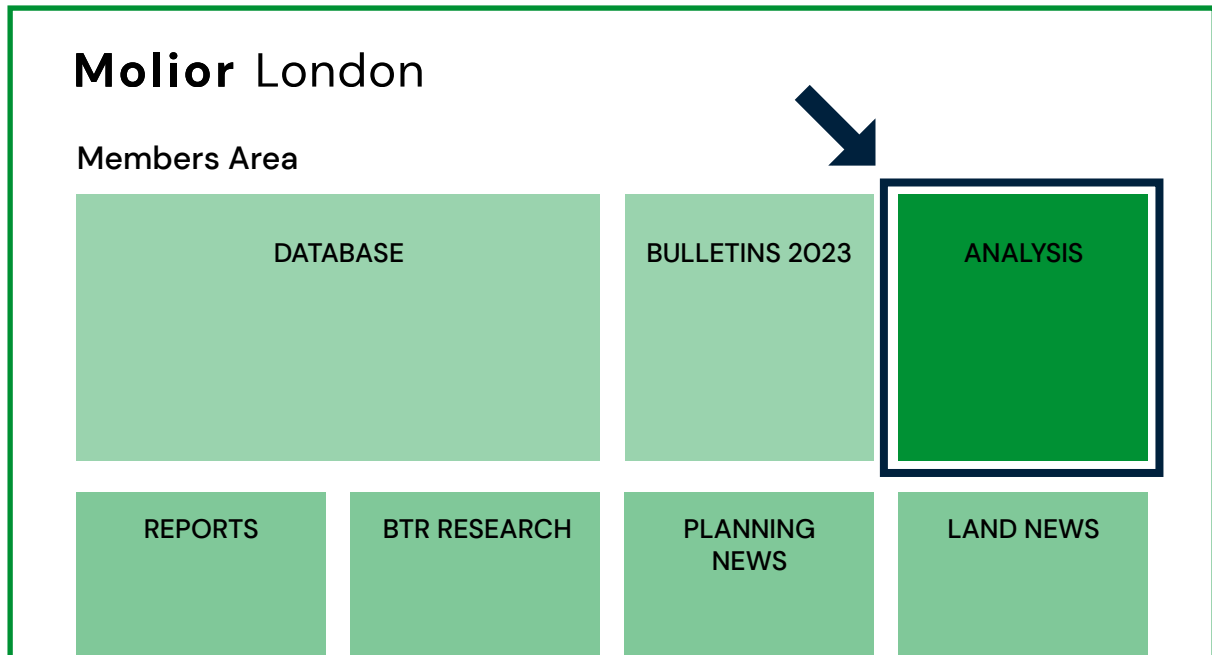 Molior London
Members Area
DATABASE
BULLETINS 2023
ANALYSIS
REPORTS
BTR RESEARCH
PLANNING
NEWS
LAND NEWS